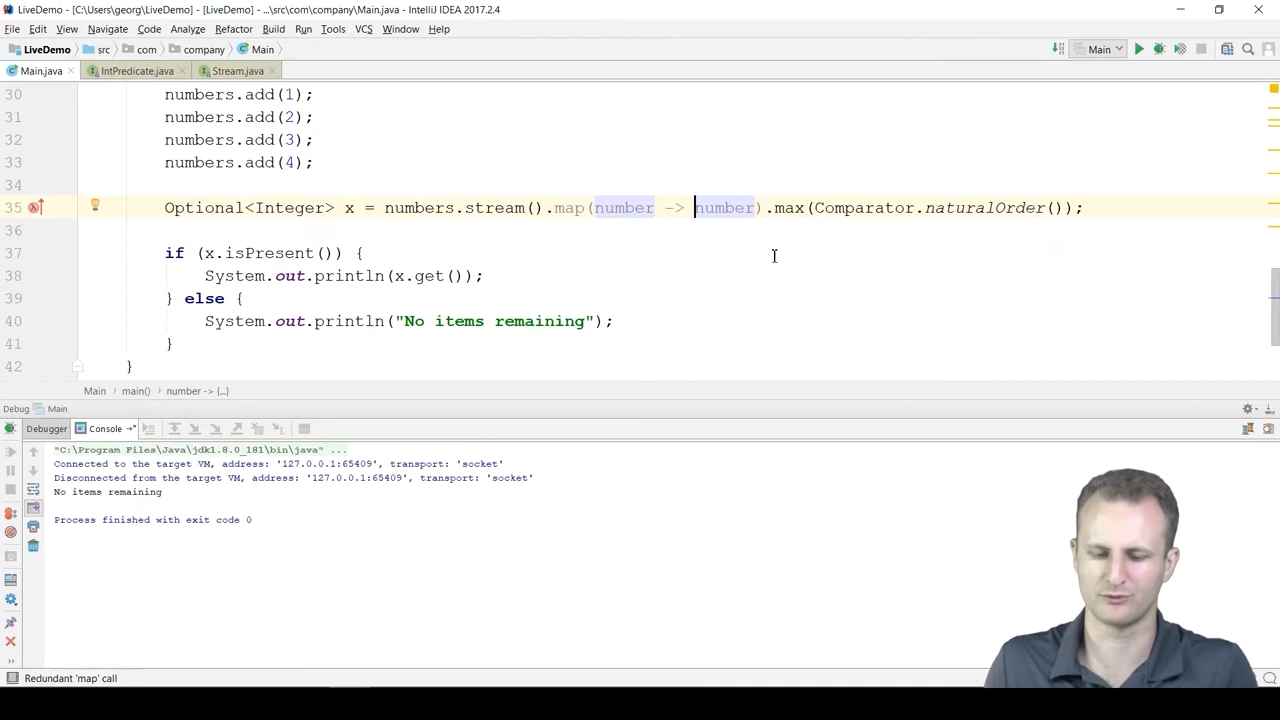 LiveDemo - [C:\Users\georg\LiveDemo] - [LiveDemo] - ...\src\com\company\Main.java - IntelliJ IDEA 2017.2.4
File Edit View Navigate Code Analyze Refactor Build Run Tools VCS Window Help
LiveDemo src com company Main Main
Main.java IntPredicate.java Stream.java
30 numbers.add(1);
31 numbers.add(2);
32 numbers.add(3);
33 numbers.add(4);
34
35 Optional<Integer> x = numbers.stream().map(number -> number).max(Comparator.naturalOrder());
36
37 if (x.isPresent()) {
38 System.out.println(x.get());
39 } else {
40 System.out.println("No items remaining");
41 }
42 }
Main main() number -> {...}
Debug Main
Debugger Console
"C:\Program Files\Java\jdk1.8.0_181\bin\java" ...
Connected to the target VM, address: '127.0.0.1:65409', transport: 'socket'
Disconnected from the target VM, address: '127.0.0.1:65409', transport: 'socket'
No items remaining
Process finished with exit code 0
Redundant 'map' call